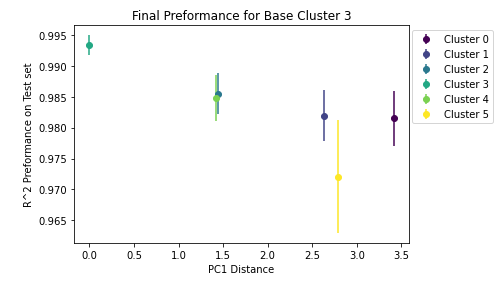 Final Preformance for Base Cluster 3
R^2 Preformance on Test set
0.995
0.990
0.985
0.980
0.975
0.970
0.965
0.0
0.5
1.0
1.5
2.0
2.5
3.0
3.5
PC1 Distance
Cluster 0
Cluster 1
Cluster 2
Cluster 3
Cluster 4
Cluster 5